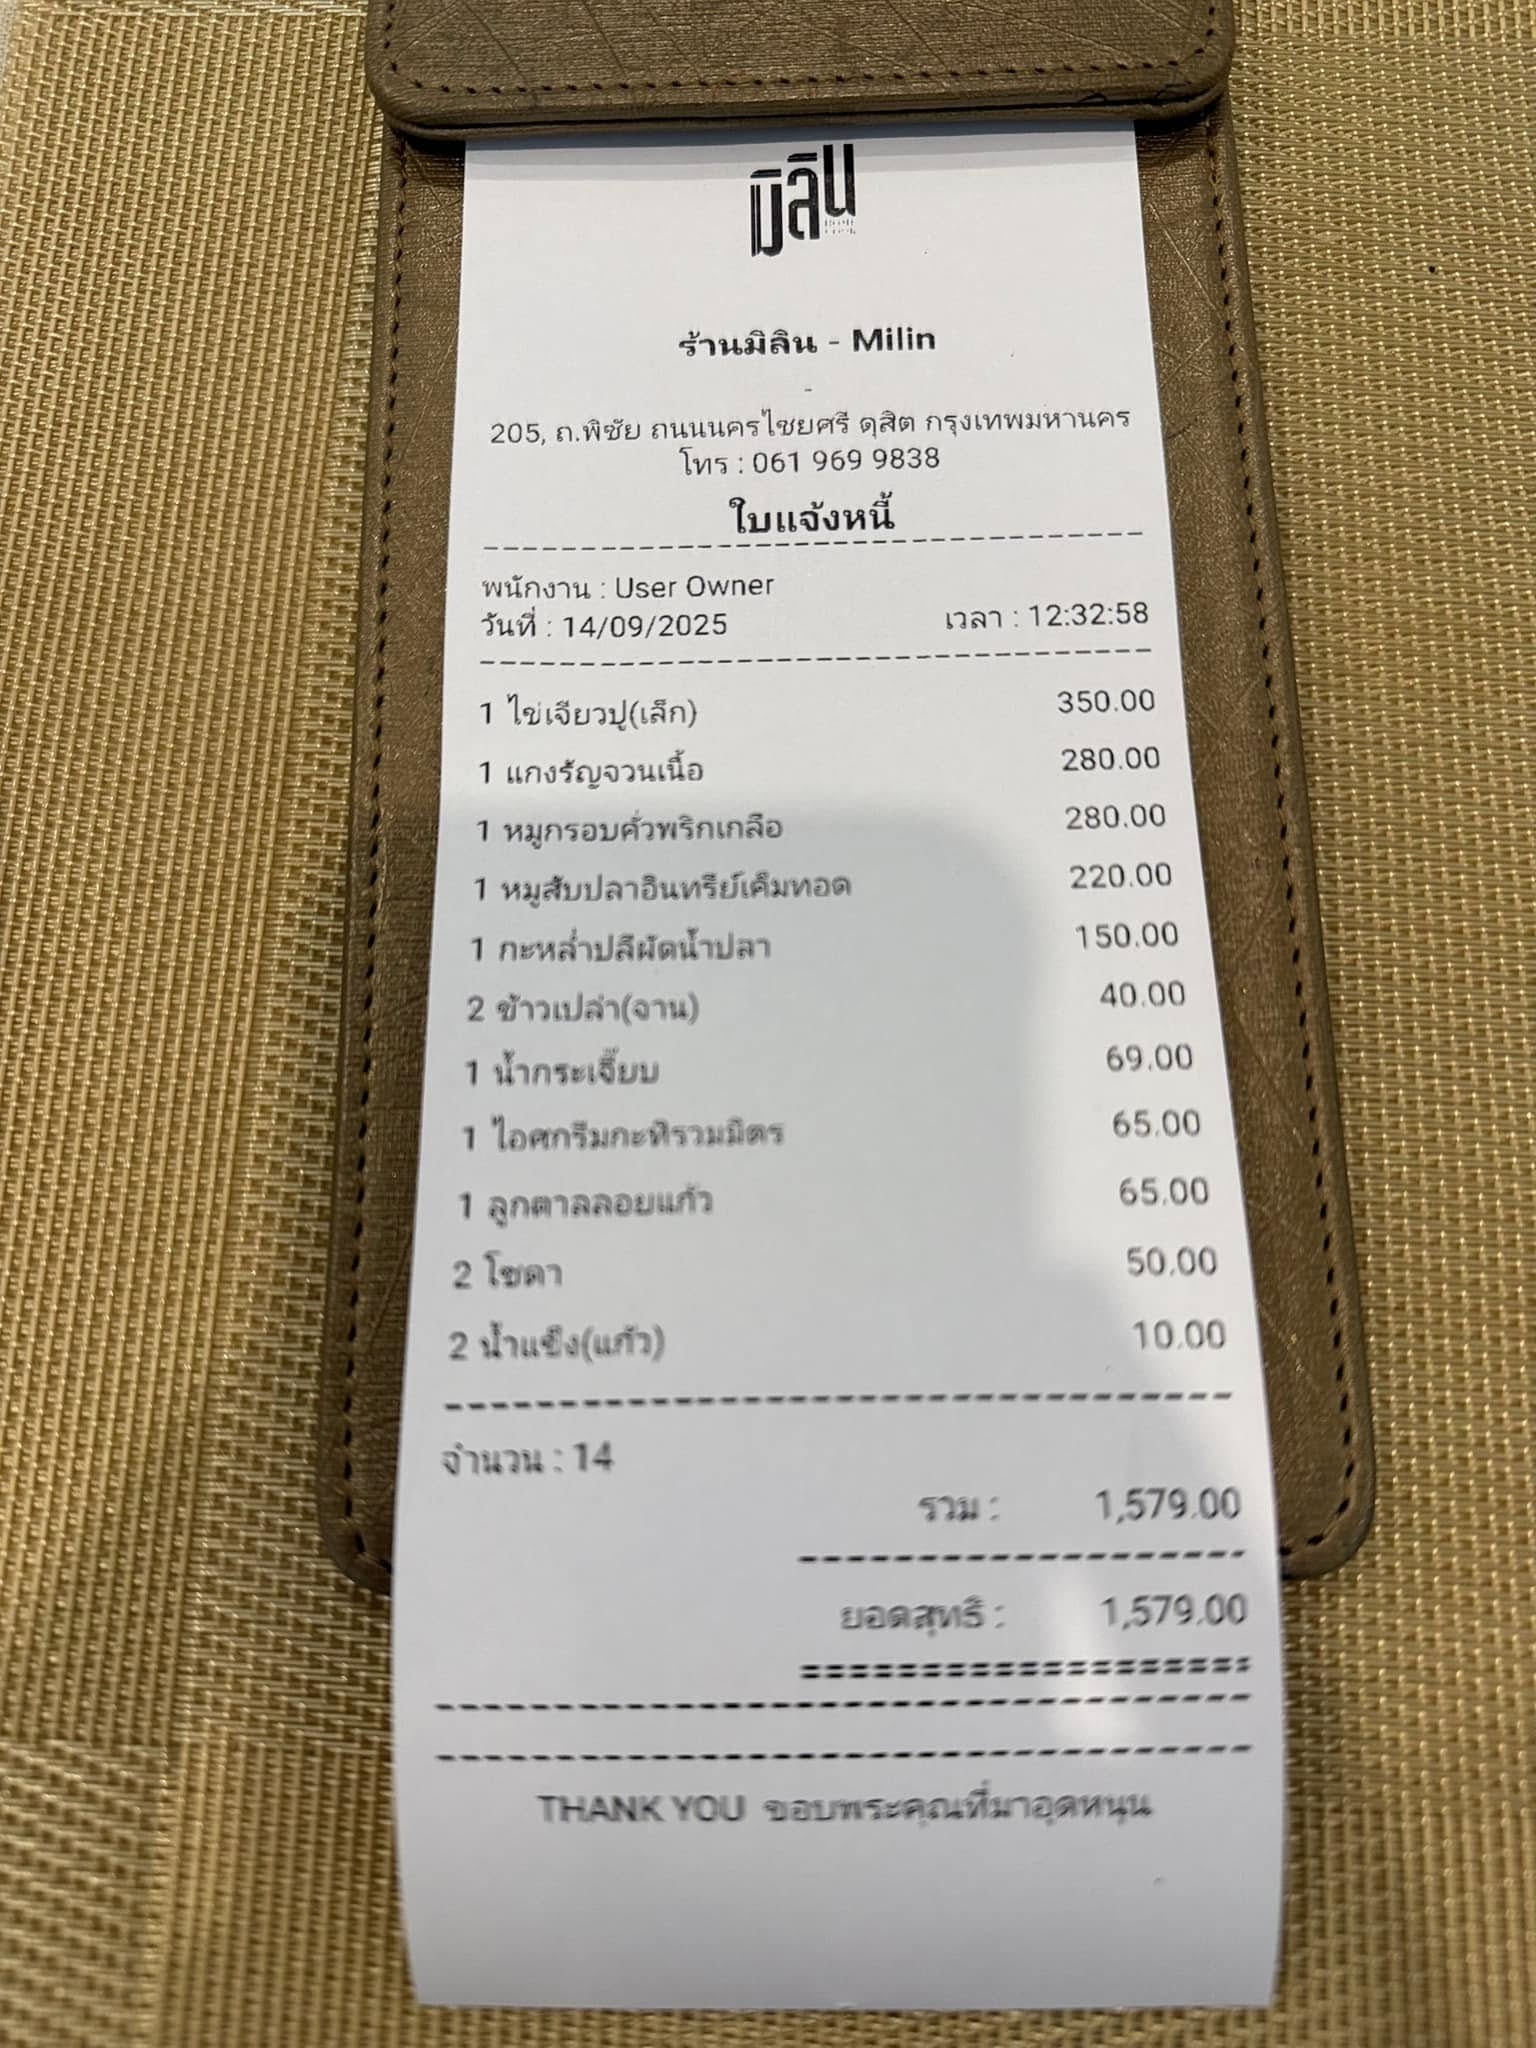 มิลิน
ร้านมิลิน - Milin
-
205, ถ.พิชัย ถนนนครไชยศรี ดุสิต กรุงเทพมหานคร
โทร : 061 969 9838
ใบแจ้งหนี้
พนักงาน : User Owner
วันที่ : 14/09/2025 เวลา : 12:32:58
1 ไข่เจียวปู(เล็ก) 350.00
1 แกงรัญจวนเนื้อ 280.00
1 หมูกรอบคั่วพริกเกลือ 280.00
1 หมูสับปลาอินทรีย์เค็มทอด 220.00
1 กะหล่ำปลีผัดน้ำปลา 150.00
2 ข้าวเปล่า(จาน) 40.00
1 น้ำกระเจี๊ยบ 69.00
1 ไอศกรีมกะทิรวมมิตร 65.00
1 ลูกตาลลอยแก้ว 65.00
2 โซดา 50.00
2 น้ำแข็ง(แก้ว) 10.00
จำนวน : 14
รวม : 1,579.00
ยอดสุทธิ : 1,579.00
THANK YOU ขอบพระคุณที่มาอุดหนุน